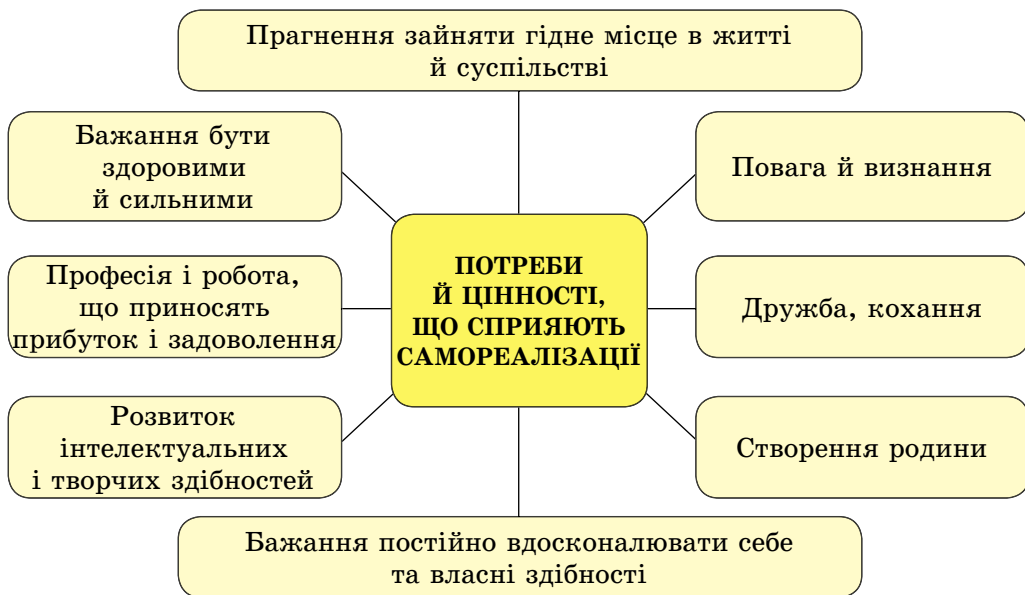 Прагнення зайняти гідне місце в житті
й суспільстві
Бажання бути
здоровими
й сильними
Повага й визнання
Професія і робота,
що приносять
прибуток і задоволення
ПОТРЕБИ
Й ЦІННОСТІ,
ЩО СПРИЯЮТЬ
САМОРЕАЛІЗАЦІЇ
Дружба, кохання
Розвиток
інтелектуальних
і творчих здібностей
Створення родини
Бажання постійно вдосконалювати себе
та власні здібності